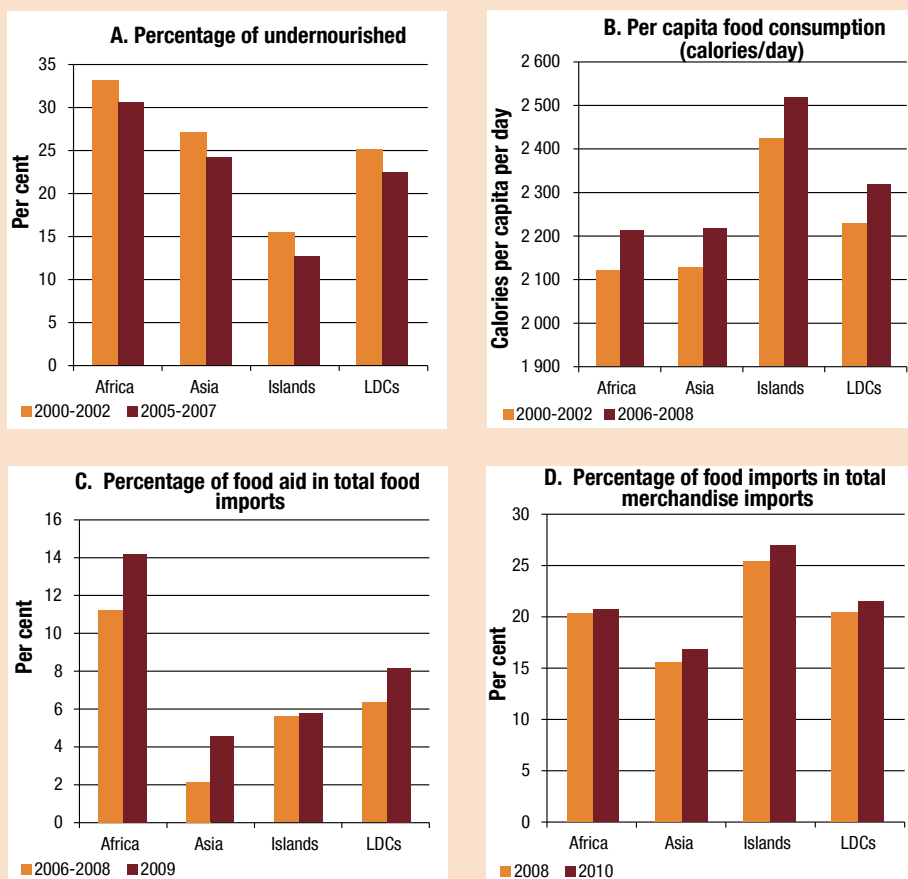 A. Percentage of undernourished
35
30
25
20
15
10
5
0
Per cent
Africa Asia Islands LDCs
2000-2002 2005-2007
B. Per capita food consumption
(calories/day)
2 600
2 500
2 400
2 300
2 200
2 100
2 000
1 900
Calories per capita per day
Africa Asia Islands LDCs
2000-2002 2006-2008
C. Percentage of food aid in total food
imports
16
14
12
10
8
6
4
2
0
Per cent
Africa Asia Islands LDCs
2006-2008 2009
D. Percentage of food imports in total
merchandise imports
30
25
20
15
10
5
0
Per cent
Africa Asia Islands LDCs
2008 2010